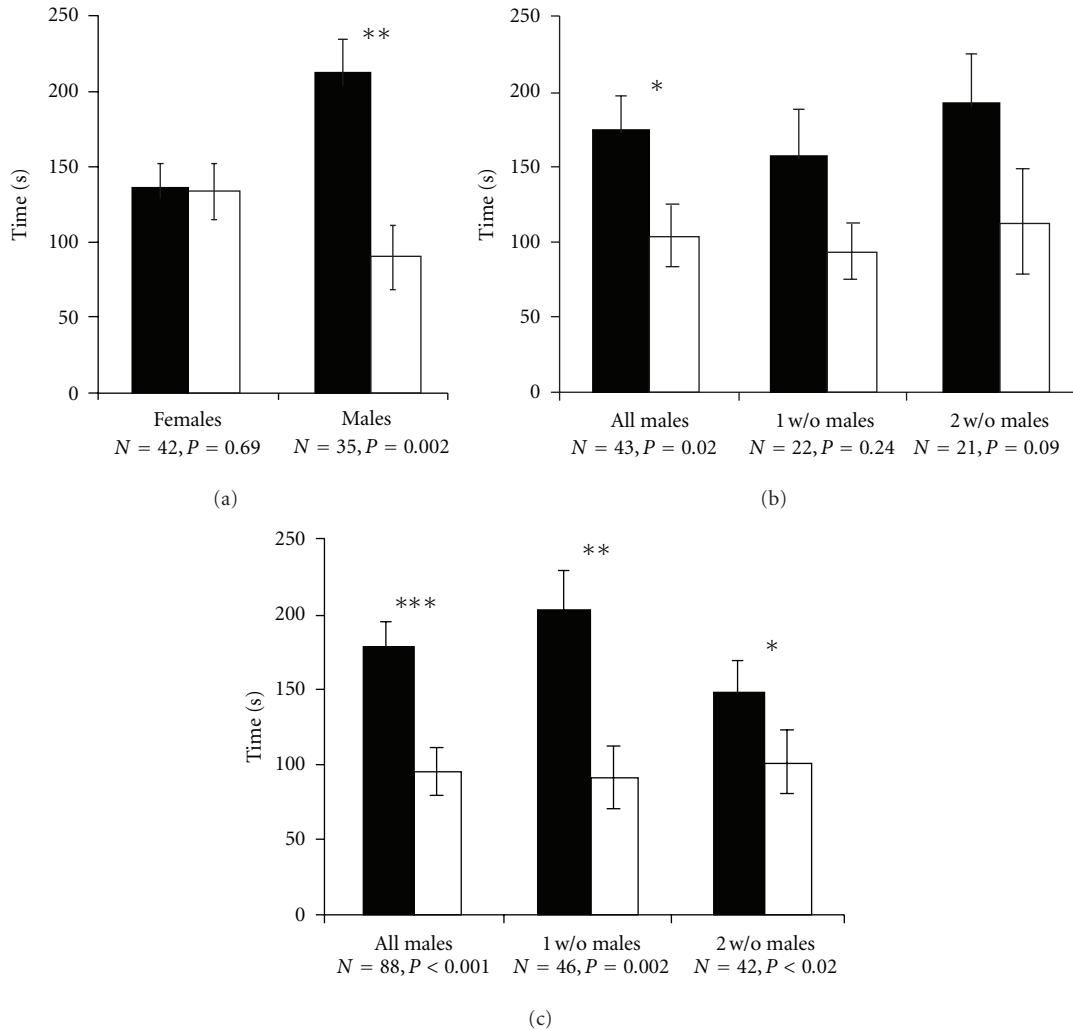 250
200
150
100
50
0
Time (s)
**
Females
Males
N = 42, P = 0.69
N = 35, P = 0.002
(a)
250
200
150
100
50
0
Time (s)
*
All males
1 w/o males
2 w/o males
N = 43, P = 0.02
N = 22, P = 0.24
N = 21, P = 0.09
(b)
250
200
150
100
50
0
Time (s)
***
**
*
All males
1 w/o males
2 w/o males
N = 88, P < 0.001
N = 46, P = 0.002
N = 42, P < 0.02
(c)